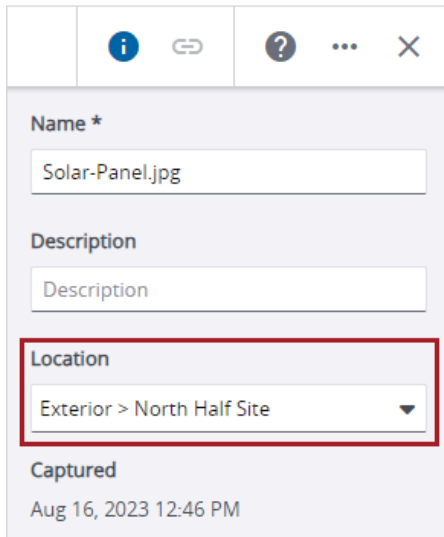 Name *
Solar-Panel.jpg
Description
Description
Location
Exterior > North Half Site
Captured
Aug 16, 2023 12:46 PM